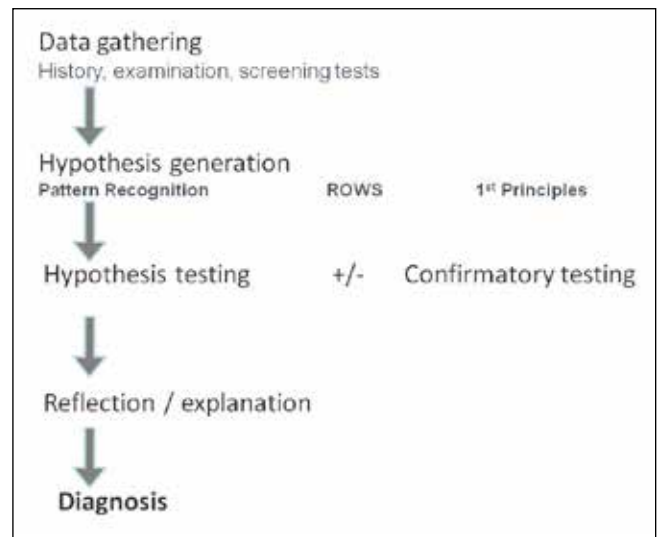 Data gathering
History, examination, screening tests
Hypothesis generation
Pattern Recognition ROWS 1st Principles
Hypothesis testing +/- Confirmatory testing
Reflection / explanation
Diagnosis